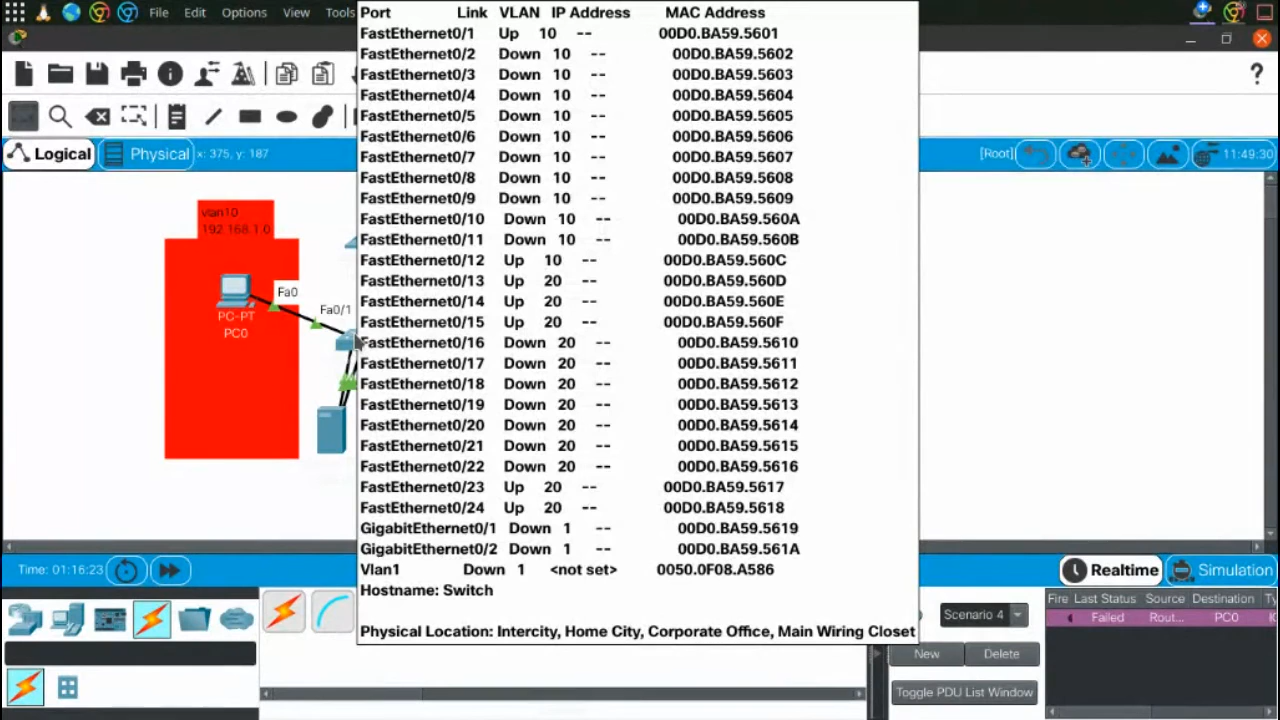 File Edit Options View Tools
?
Logical
Physical
x: 375, y: 187
[Root]
11:49:30
vlan10
192.168.1.0
Fa0
Fa0/1
PC-PT
PC0
Port Link VLAN IP Address MAC Address
FastEthernet0/1 Up 10 -- 00D0.BA59.5601
FastEthernet0/2 Down 10 -- 00D0.BA59.5602
FastEthernet0/3 Down 10 -- 00D0.BA59.5603
FastEthernet0/4 Down 10 -- 00D0.BA59.5604
FastEthernet0/5 Down 10 -- 00D0.BA59.5605
FastEthernet0/6 Down 10 -- 00D0.BA59.5606
FastEthernet0/7 Down 10 -- 00D0.BA59.5607
FastEthernet0/8 Down 10 -- 00D0.BA59.5608
FastEthernet0/9 Down 10 -- 00D0.BA59.5609
FastEthernet0/10 Down 10 -- 00D0.BA59.560A
FastEthernet0/11 Down 10 -- 00D0.BA59.560B
FastEthernet0/12 Up 10 -- 00D0.BA59.560C
FastEthernet0/13 Up 20 -- 00D0.BA59.560D
FastEthernet0/14 Up 20 -- 00D0.BA59.560E
FastEthernet0/15 Up 20 -- 00D0.BA59.560F
FastEthernet0/16 Down 20 -- 00D0.BA59.5610
FastEthernet0/17 Down 20 -- 00D0.BA59.5611
FastEthernet0/18 Down 20 -- 00D0.BA59.5612
FastEthernet0/19 Down 20 -- 00D0.BA59.5613
FastEthernet0/20 Down 20 -- 00D0.BA59.5614
FastEthernet0/21 Down 20 -- 00D0.BA59.5615
FastEthernet0/22 Down 20 -- 00D0.BA59.5616
FastEthernet0/23 Up 20 -- 00D0.BA59.5617
FastEthernet0/24 Up 20 -- 00D0.BA59.5618
GigabitEthernet0/1 Down 1 -- 00D0.BA59.5619
GigabitEthernet0/2 Down 1 -- 00D0.BA59.561A
Vlan1 Down 1 <not set> 0050.0F08.A586
Hostname: Switch
Physical Location: Intercity, Home City, Corporate Office, Main Wiring Closet
Time: 01:16:23
Realtime
Simulation
Scenario 4
New
Delete
Toggle PDU List Window
Fire Last Status Source Destination Ty
Failed Rout... PC0